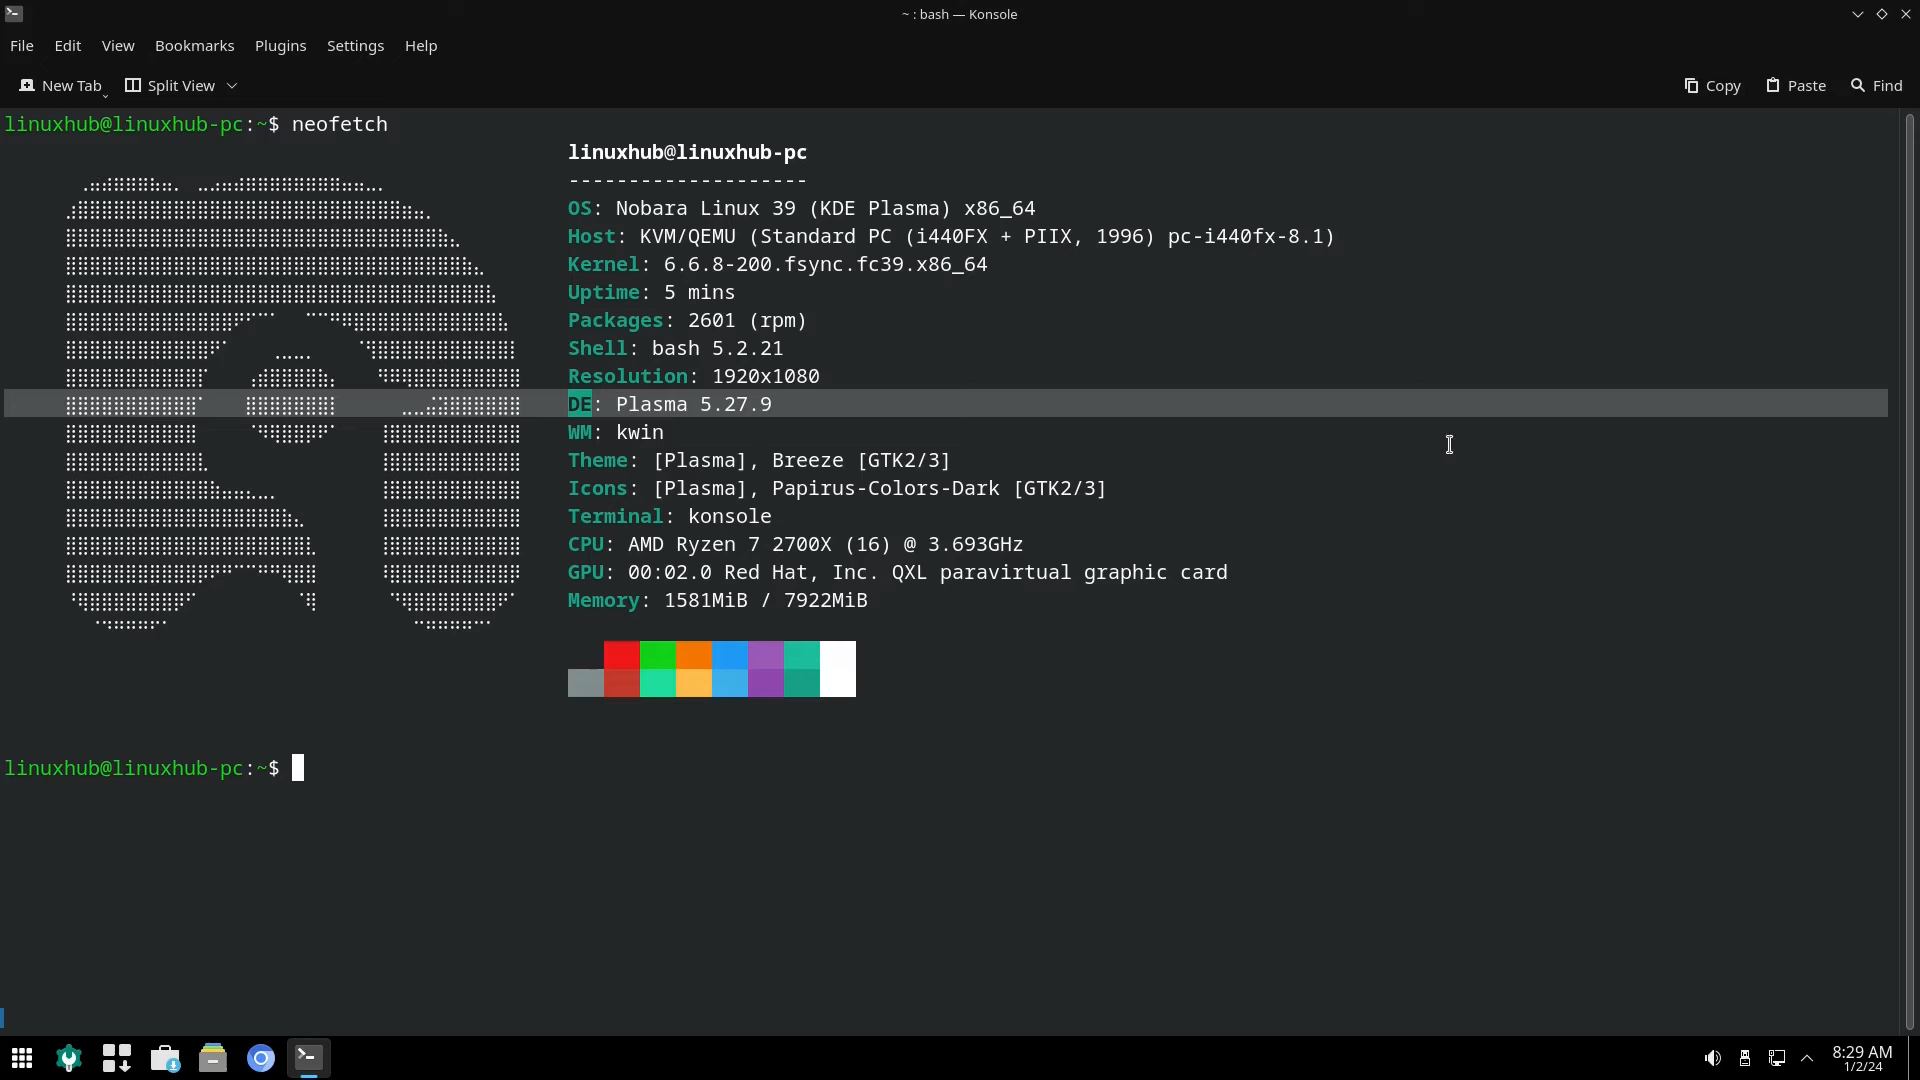 ~ : bash — Konsole
File Edit View Bookmarks Plugins Settings Help
New Tab Split View Copy Paste Find
linuxhub@linuxhub-pc:~$ neofetch
linuxhub@linuxhub-pc
--------------------
OS: Nobara Linux 39 (KDE Plasma) x86_64
Host: KVM/QEMU (Standard PC (i440FX + PIIX, 1996) pc-i440fx-8.1)
Kernel: 6.6.8-200.fsync.fc39.x86_64
Uptime: 5 mins
Packages: 2601 (rpm)
Shell: bash 5.2.21
Resolution: 1920x1080
DE: Plasma 5.27.9
WM: kwin
Theme: [Plasma], Breeze [GTK2/3]
Icons: [Plasma], Papirus-Colors-Dark [GTK2/3]
Terminal: konsole
CPU: AMD Ryzen 7 2700X (16) @ 3.693GHz
GPU: 00:02.0 Red Hat, Inc. QXL paravirtual graphic card
Memory: 1581MiB / 7922MiB
linuxhub@linuxhub-pc:~$
8:29 AM
1/2/24